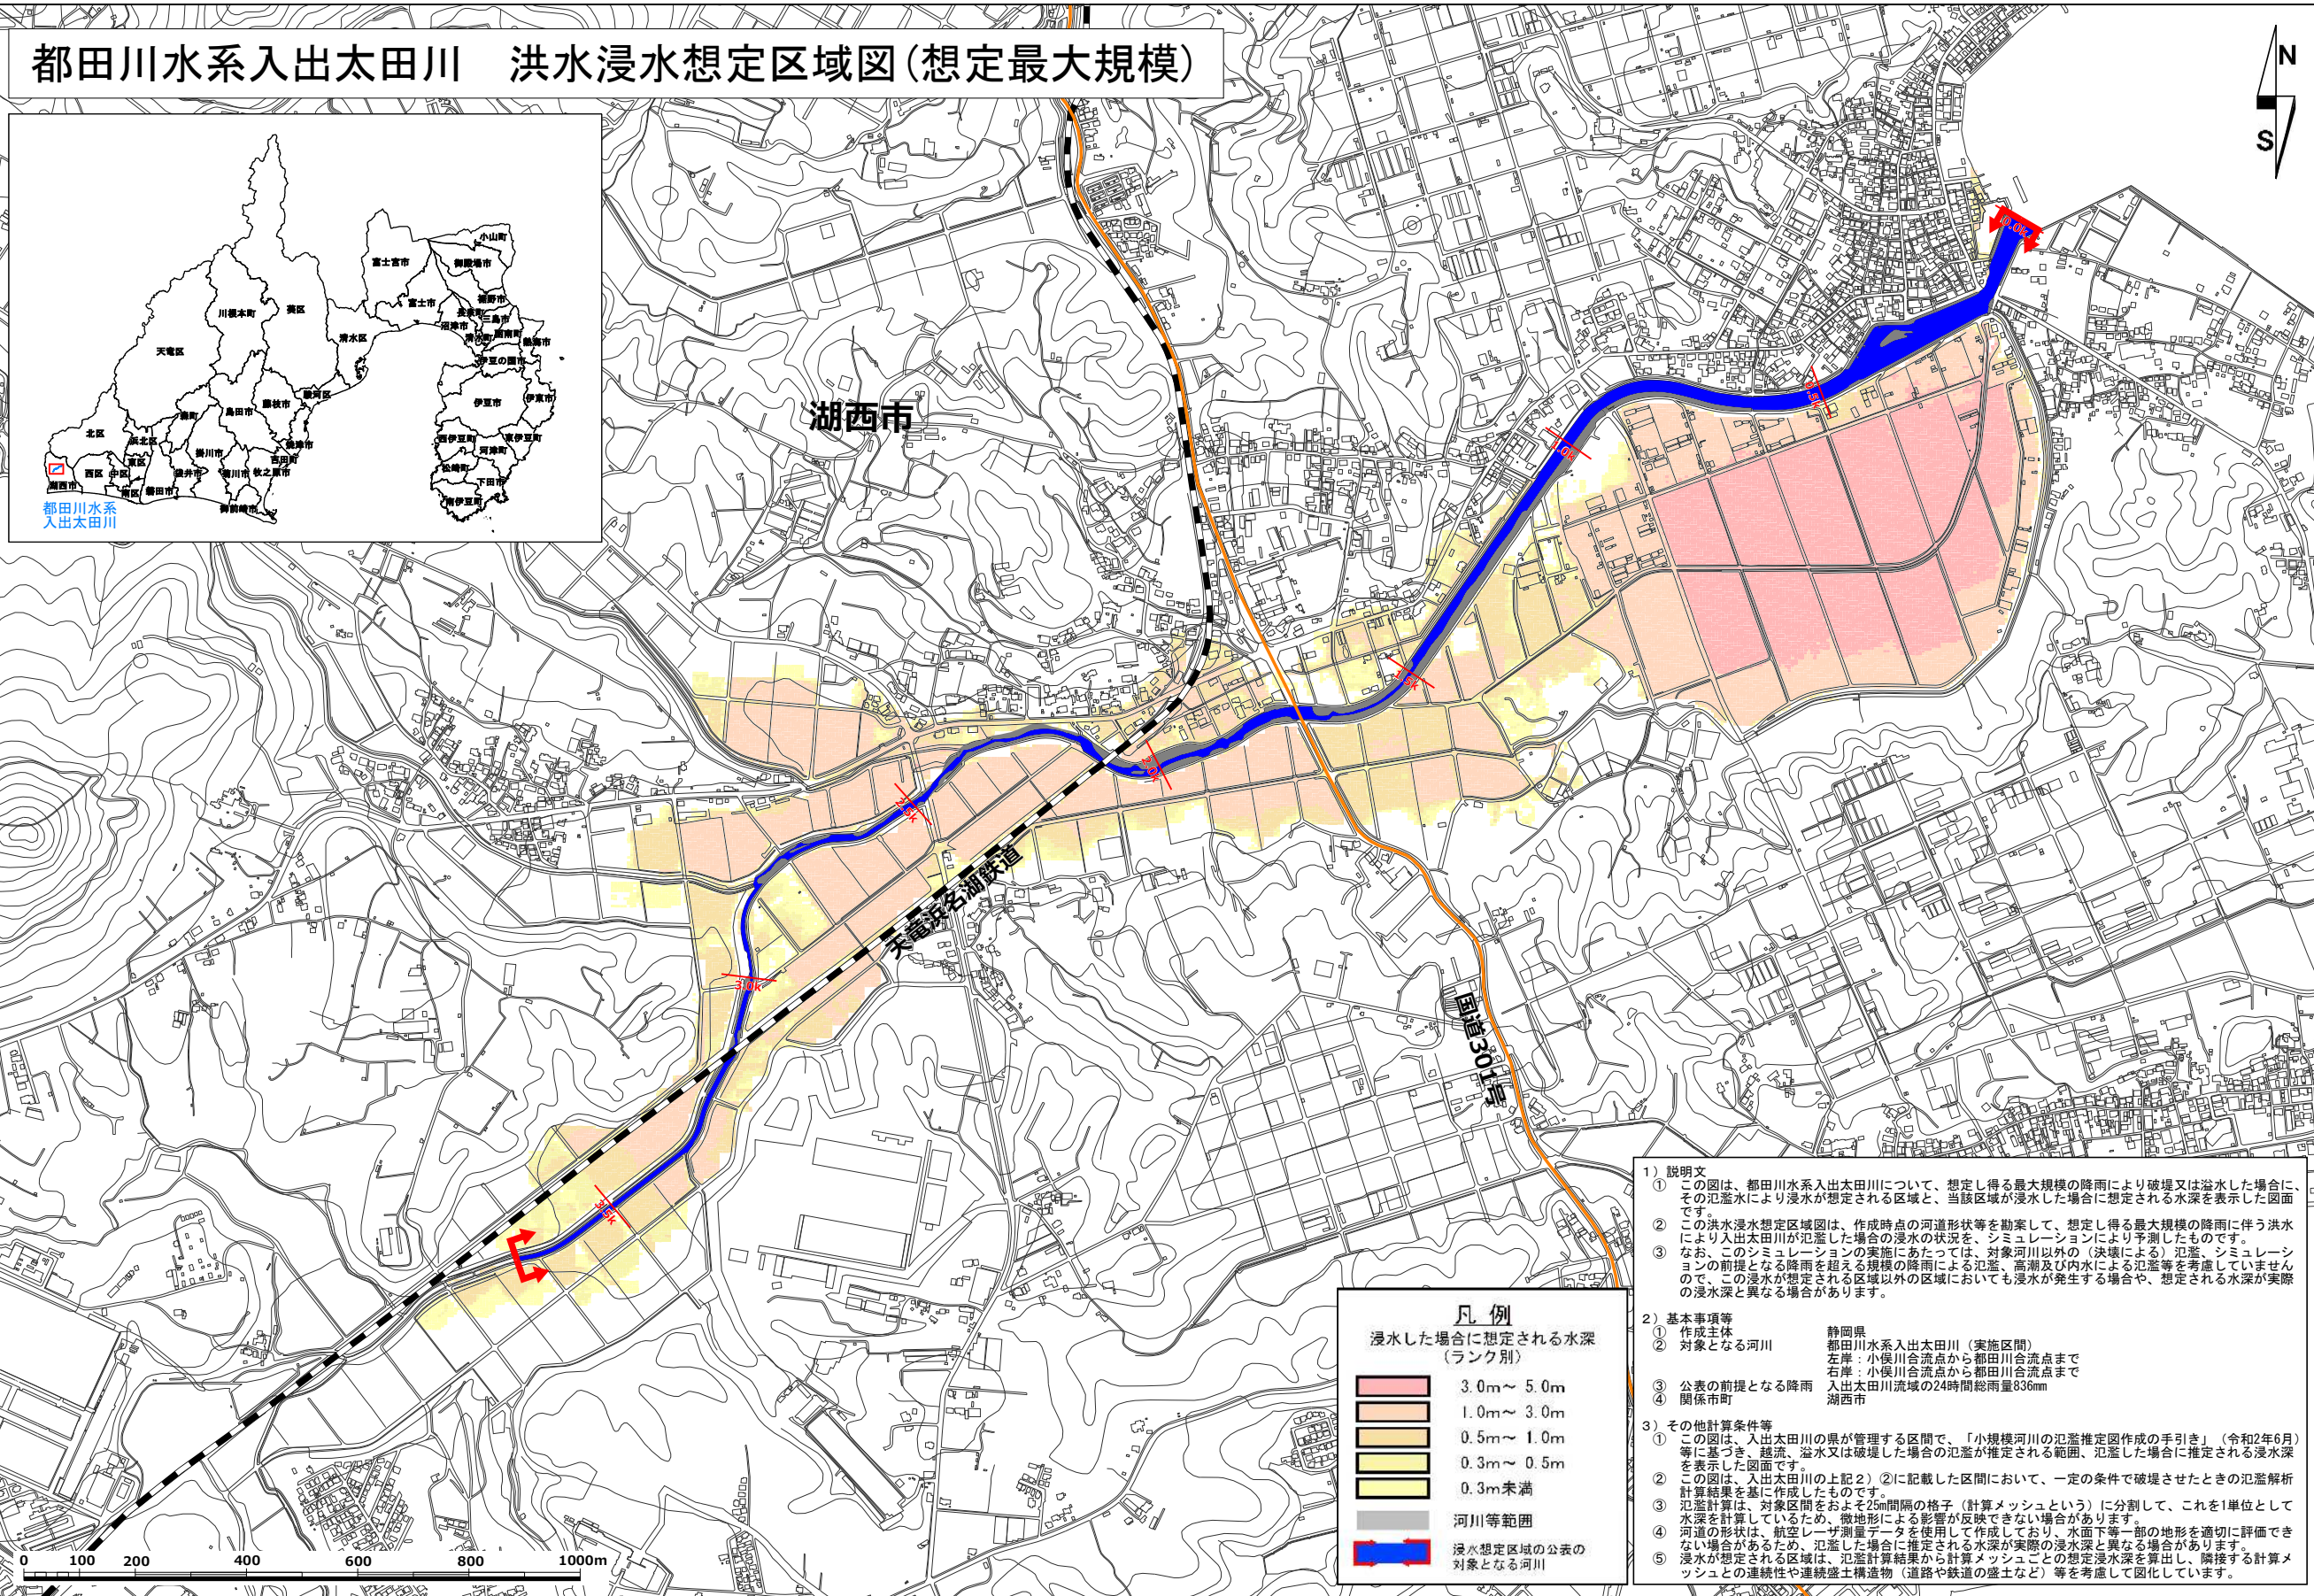 都田川水系入出太田川　洪水浸水想定区域図(想定最大規模)
N
S
小山町
富士宮市
御殿場市
裾野市
富士市
長泉町
三島市
沼津市
清水町
函南町
熱海市
伊豆の国市
川根本町
葵区
清水区
天竜区
伊豆市
伊東市
駿河区
藤枝市
島田市
森町
焼津市
北区
浜北区
西伊豆町
東伊豆町
河津町
吉田町
掛川市
東区
西区
中区
袋井市
菊川市
牧之原市
松崎町
下田市
湖西市
南区
磐田市
南伊豆町
御前崎市
都田川水系
入出太田川
湖西市
0.0k
0.5k
1.0k
1.5k
2.0k
2.5k
3.0k
3.5k
天竜浜名湖鉄道
国道301号
凡 例
浸水した場合に想定される水深
(ランク別)
3.0m～ 5.0m
1.0m～ 3.0m
0.5m～ 1.0m
0.3m～ 0.5m
0.3m未満
河川等範囲
浸水想定区域の公表の
対象となる河川
1）説明文
① この図は、都田川水系入出太田川について、想定し得る最大規模の降雨により破堤又は溢水した場合に、
その氾濫水により浸水が想定される区域と、当該区域が浸水した場合に想定される水深を表示した図面
です。
② この洪水浸水想定区域図は、作成時点の河道形状等を勘案して、想定し得る最大規模の降雨に伴う洪水
により入出太田川が氾濫した場合の浸水の状況を、シミュレーションにより予測したものです。
③ なお、このシミュレーションの実施にあたっては、対象河川以外の（決壊による）氾濫、シミュレーシ
ョンの前提となる降雨を超える規模の降雨による氾濫、高潮及び内水による氾濫等を考慮していません
ので、この浸水が想定される区域以外の区域においても浸水が発生する場合や、想定される水深が実際
の浸水深と異なる場合があります。
2）基本事項等
① 作成主体 静岡県
② 対象となる河川 都田川水系入出太田川（実施区間）
左岸：小俣川合流点から都田川合流点まで
右岸：小俣川合流点から都田川合流点まで
③ 公表の前提となる降雨 入出太田川流域の24時間総雨量836mm
④ 関係市町 湖西市
3）その他計算条件等
① この図は、入出太田川の県が管理する区間で、「小規模河川の氾濫推定図作成の手引き」（令和2年6月）
等に基づき、越流、溢水又は破堤した場合の氾濫が推定される範囲、氾濫した場合に推定される浸水深
を表示した図面です。
② この図は、入出太田川の上記２）②に記載した区間において、一定の条件で破堤させたときの氾濫解析
計算結果を基に作成したものです。
③ 氾濫計算は、対象区間をおよそ25m間隔の格子（計算メッシュという）に分割して、これを1単位として
水深を計算しているため、微地形による影響が反映できない場合があります。
④ 河道の形状は、航空レーザ測量データを使用して作成しており、水面下等一部の地形を適切に評価でき
ない場合があるため、氾濫した場合に推定される水深が実際の浸水深と異なる場合があります。
⑤ 浸水が想定される区域は、氾濫計算結果から計算メッシュごとの想定浸水深を算出し、隣接する計算メ
ッシュとの連続性や連続盛土構造物（道路や鉄道の盛土など）等を考慮して図化しています。
0 100 200 400 600 800 1000m